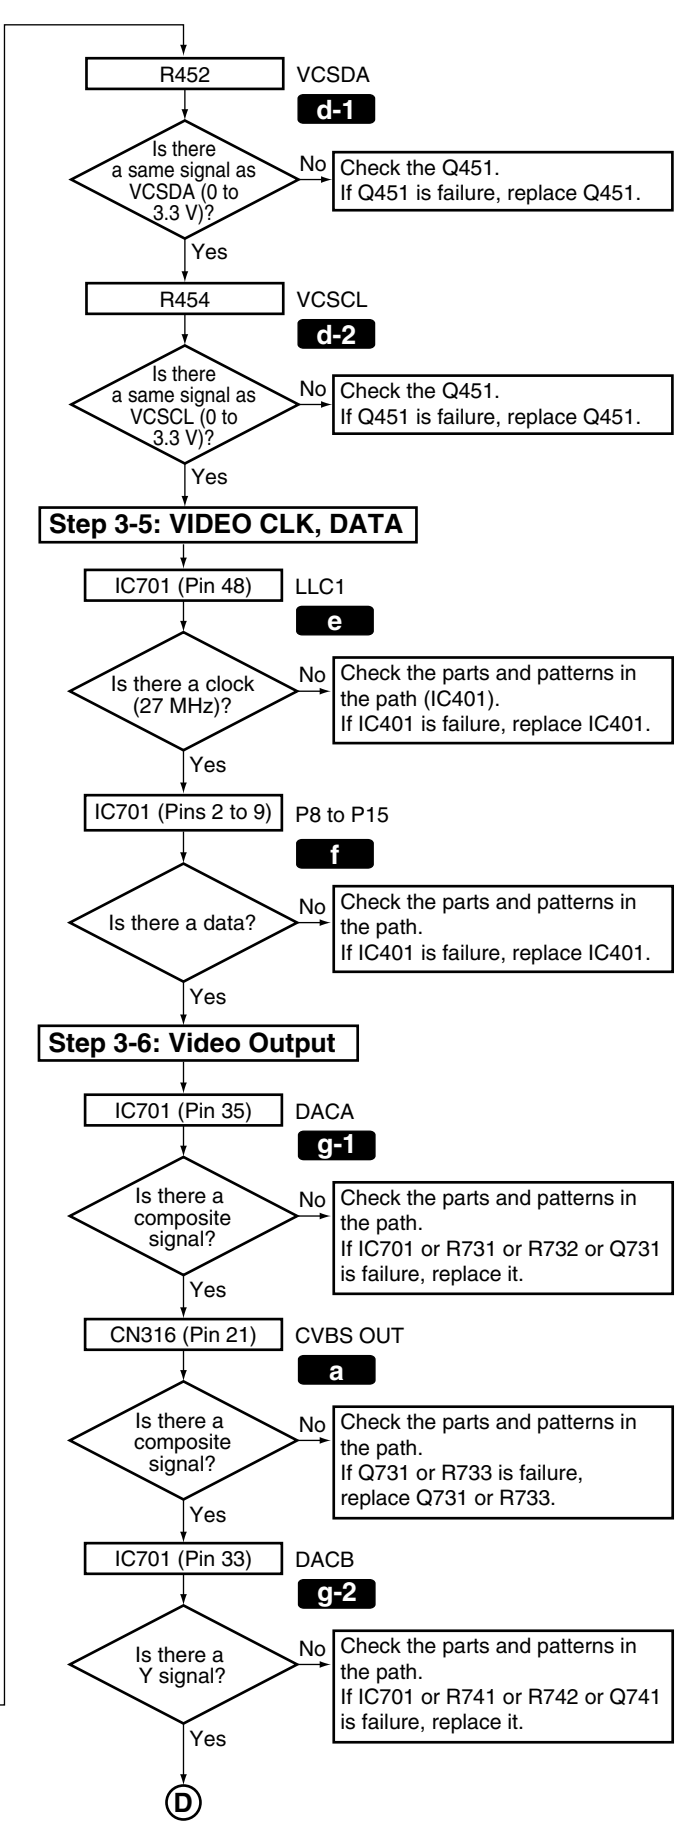 R452
VCSDA
d-1
Is there
a same signal as
VCSDA (0 to
3.3 V)?
No
Check the Q451.
If Q451 is failure, replace Q451.
Yes
R454
VCSCL
d-2
Is there
a same signal as
VCSCL (0 to
3.3 V)?
No
Check the Q451.
If Q451 is failure, replace Q451.
Yes
Step 3-5: VIDEO CLK, DATA
IC701 (Pin 48)
LLC1
e
Is there a clock
(27 MHz)?
No
Check the parts and patterns in
the path (IC401).
If IC401 is failure, replace IC401.
Yes
IC701 (Pins 2 to 9)
P8 to P15
f
Is there a data?
No
Check the parts and patterns in
the path.
If IC401 is failure, replace IC401.
Yes
Step 3-6: Video Output
IC701 (Pin 35)
DACA
g-1
Is there a
composite
signal?
No
Check the parts and patterns in
the path.
If IC701 or R731 or R732 or Q731
is failure, replace it.
Yes
CN316 (Pin 21)
CVBS OUT
a
Is there a
composite
signal?
No
Check the parts and patterns in
the path.
If Q731 or R733 is failure,
replace Q731 or R733.
Yes
IC701 (Pin 33)
DACB
g-2
Is there a
Y signal?
No
Check the parts and patterns in
the path.
If IC701 or R741 or R742 or Q741
is failure, replace it.
Yes
D